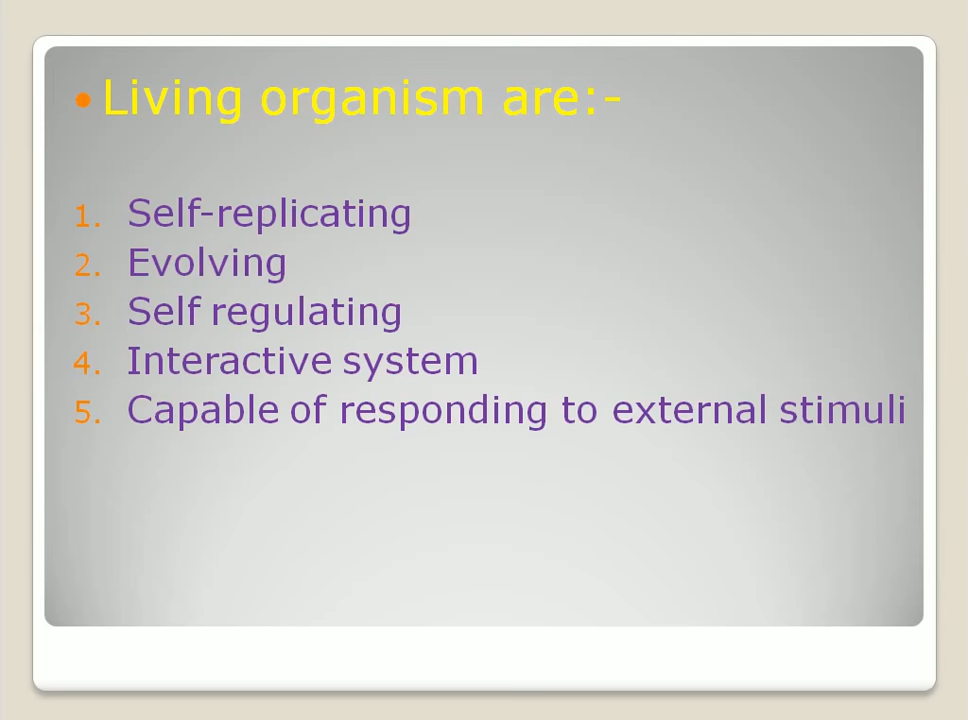 • Living organism are:-
1. Self-replicating
2. Evolving
3. Self regulating
4. Interactive system
5. Capable of responding to external stimuli